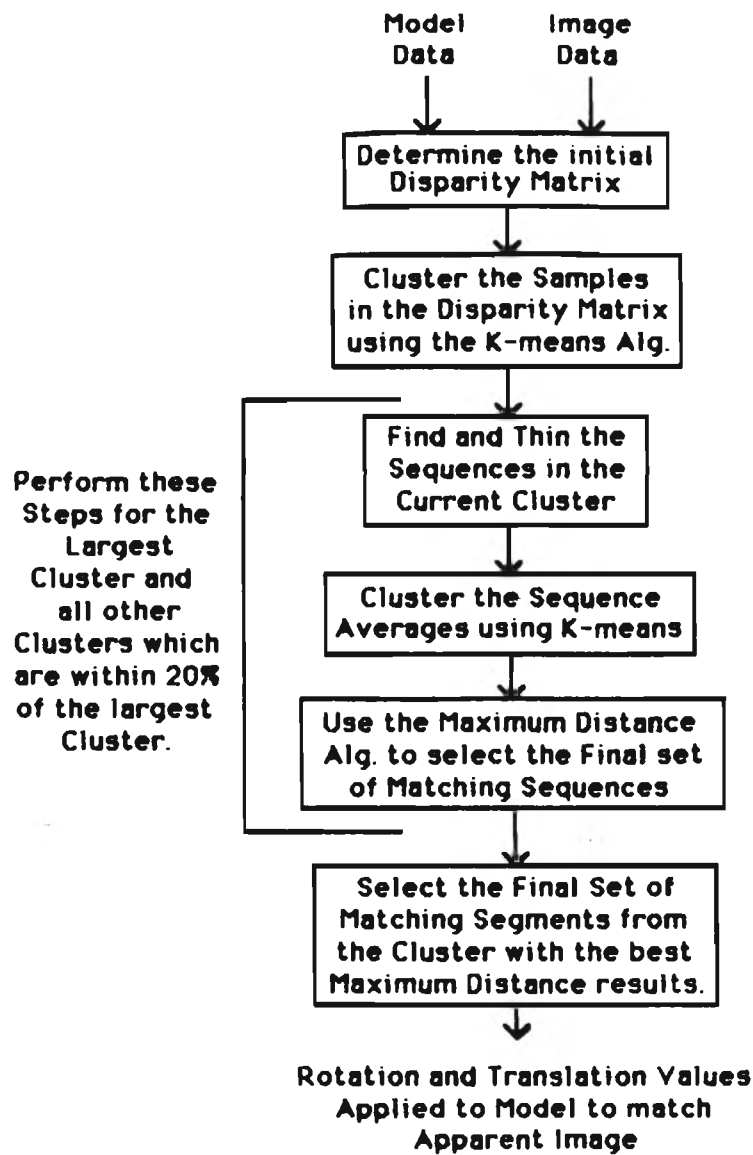 Model
Data
Image
Data
Determine the initial
Disparity Matrix
Cluster the Samples
in the Disparity Matrix
using the K-means Alg.
Find and Thin the
Sequences in the
Current Cluster
Perform these
Steps for the
Largest
Cluster and
all other
Clusters which
are within 20%
of the largest
Cluster.
Cluster the Sequence
Averages using K-means
Use the Maximum Distance
Alg. to select the Final set
of Matching Sequences
Select the Final Set of
Matching Segments from
the Cluster with the best
Maximum Distance results.
Rotation and Translation Values
Applied to Model to match
Apparent Image